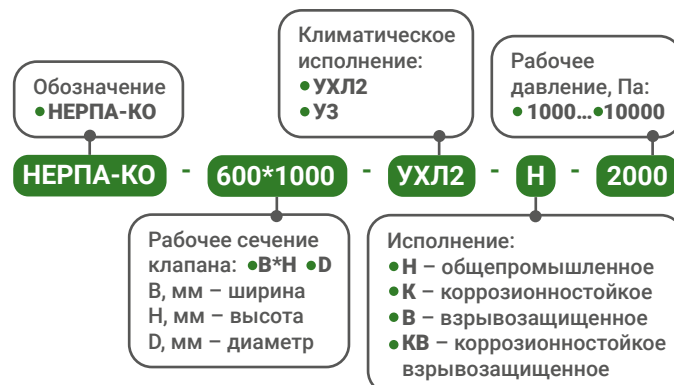 Обозначение
• НЕРПА-КО
Климатическое
исполнение:
• УХЛ2
• У3
Рабочее
давление, Па:
• 1000...• 10000
НЕРПА-КО - 600*1000 - УХЛ2 - Н - 2000
Рабочее сечение
клапана: •B*H •D
B, мм – ширина
H, мм – высота
D, мм – диаметр
Исполнение:
• Н – общепромышленное
• К – коррозионностойкое
• В – взрывозащищенное
• КВ – коррозионностойкое
взрывозащищенное